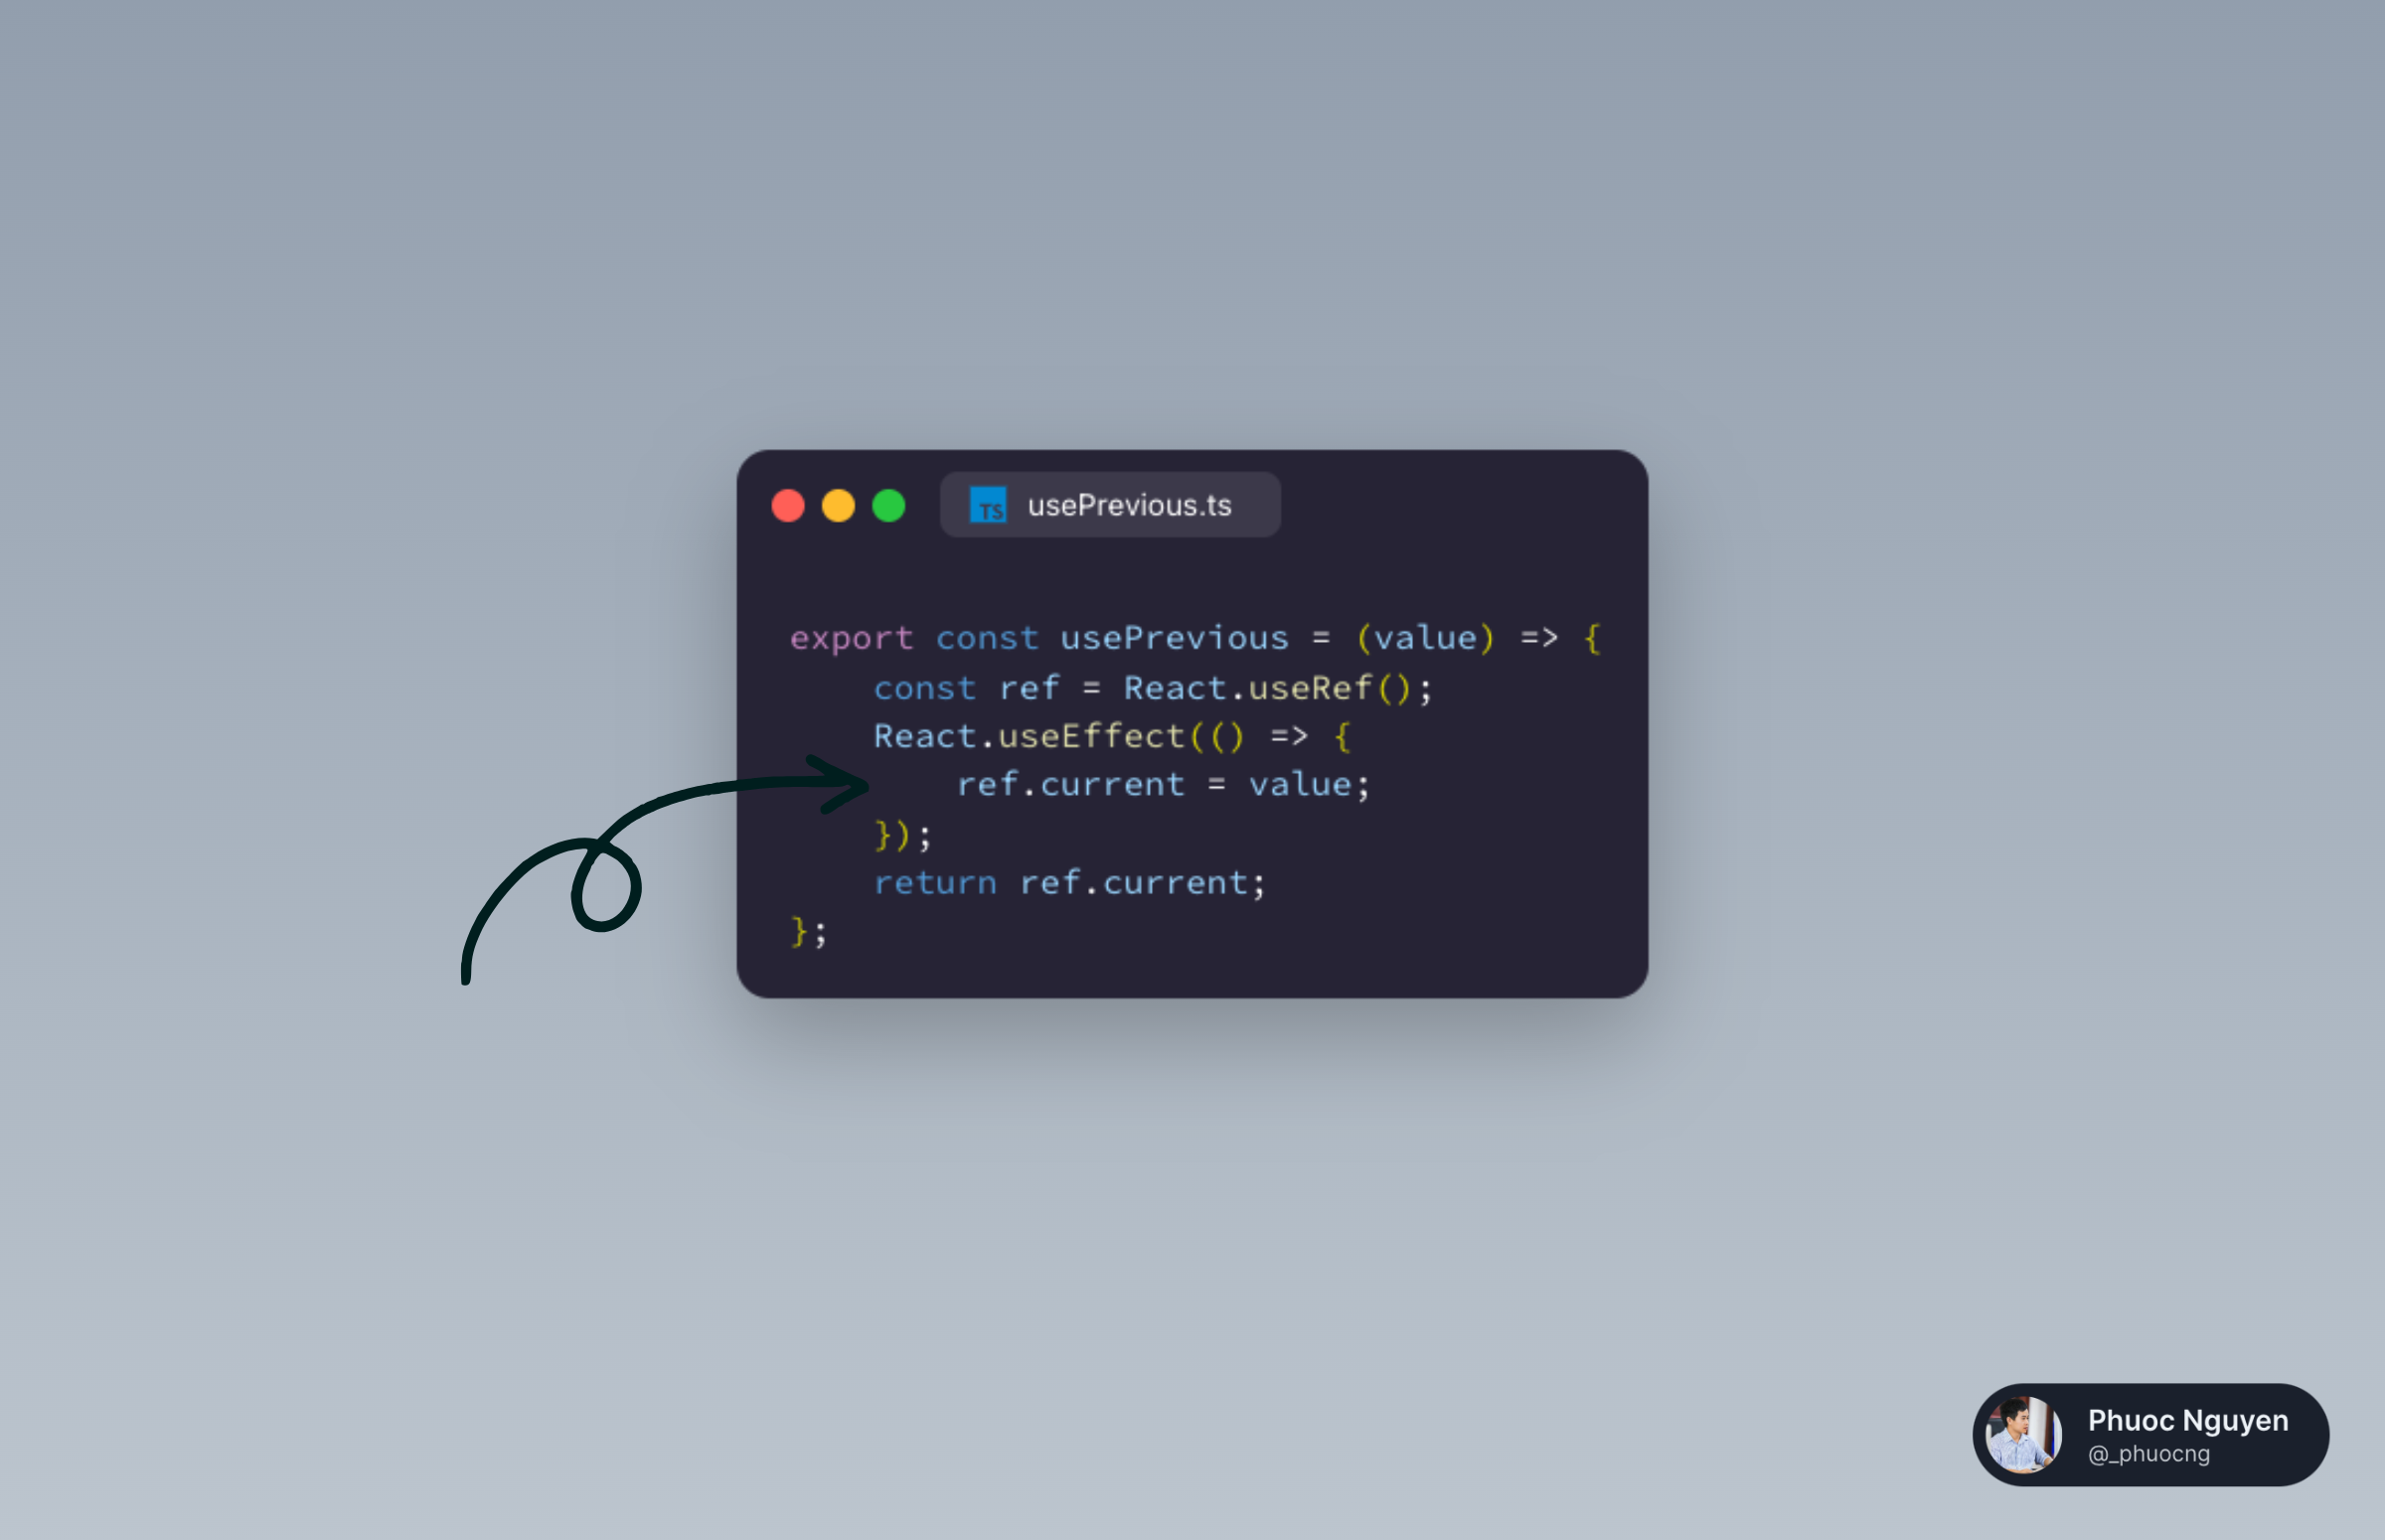 TS usePrevious.ts
export const usePrevious = (value) => {
    const ref = React.useRef();
    React.useEffect(() => {
        ref.current = value;
    });
    return ref.current;
};
Phuoc Nguyen
@_phuocng